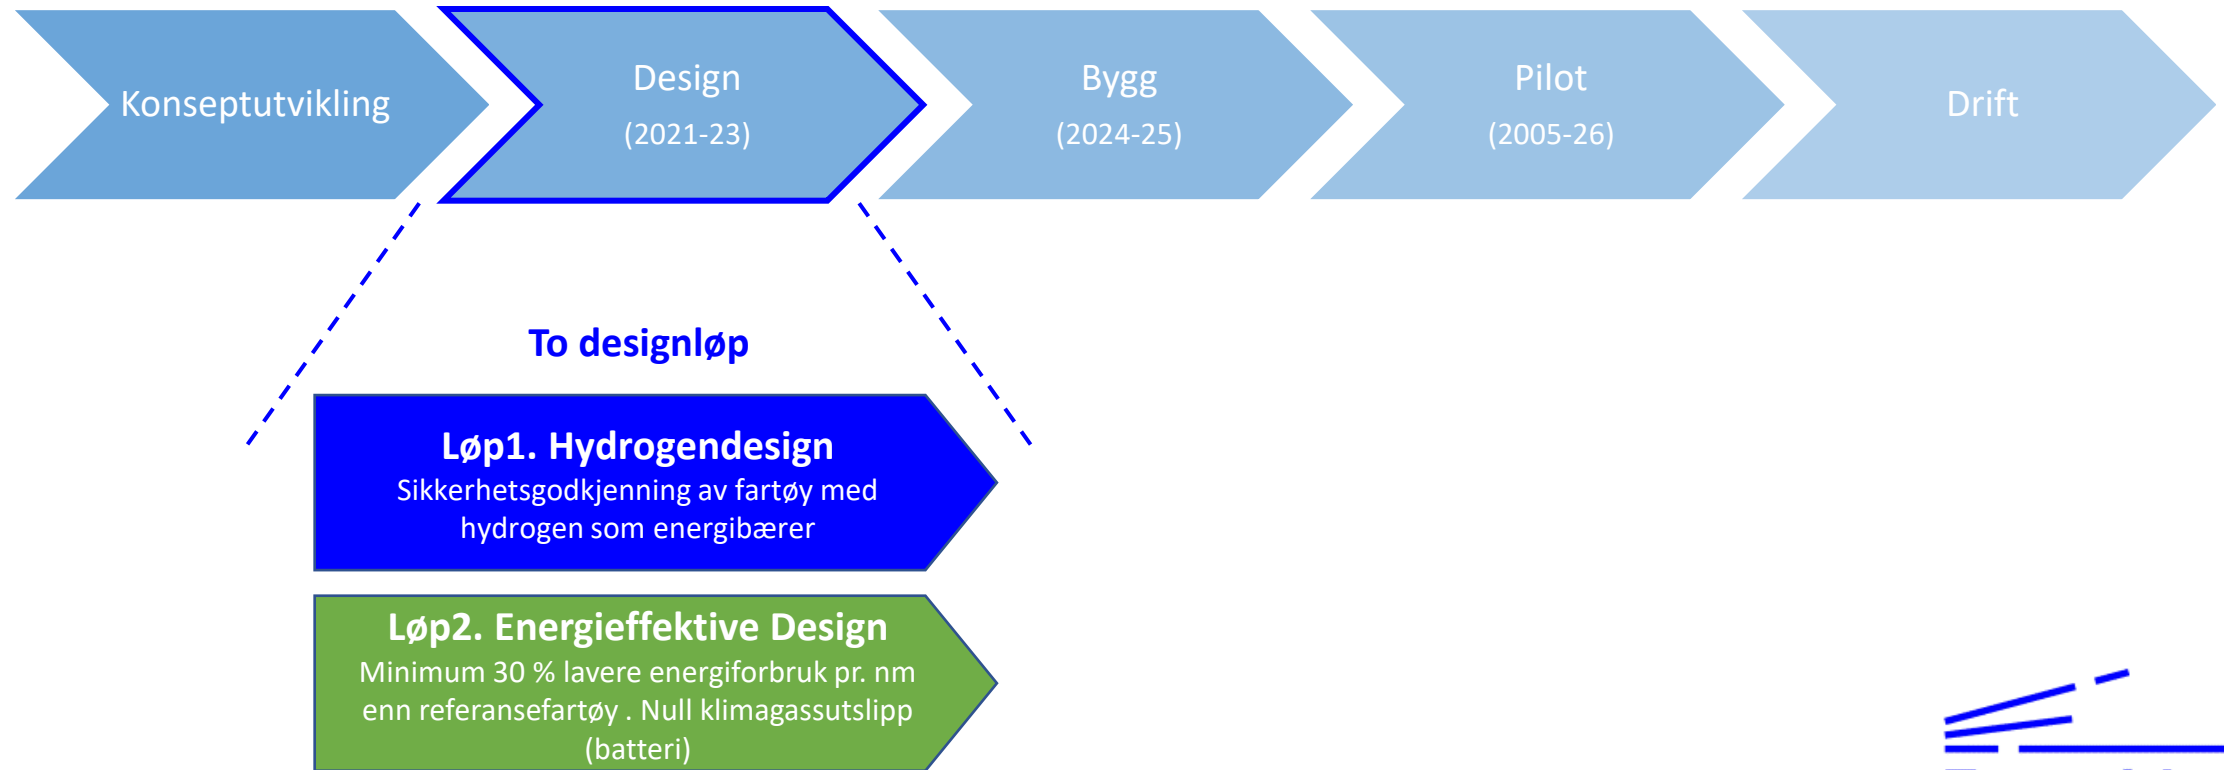 Konseptutvikling
Design
(2021-23)
Bygg
(2024-25)
Pilot
(2005-26)
Drift
To designløp
Løp1. Hydrogendesign
Sikkerhetsgodkjenning av fartøy med
hydrogen som energibærer
Løp2. Energieffektive Design
Minimum 30 % lavere energiforbruk pr. nm
enn referansefartøy . Null klimagassutslipp
(batteri)